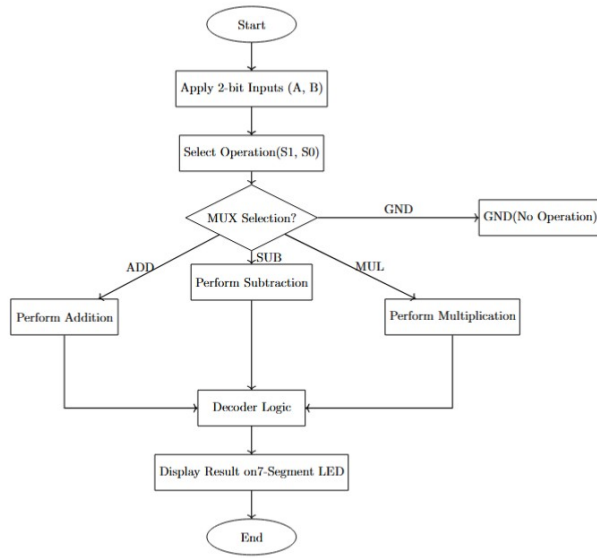 Start
Apply 2-bit Inputs (A, B)
Select Operation(S1, S0)
MUX Selection?
GND
GND(No Operation)
ADD
SUB
MUL
Perform Subtraction
Perform Addition
Perform Multiplication
Decoder Logic
Display Result on7-Segment LED
End